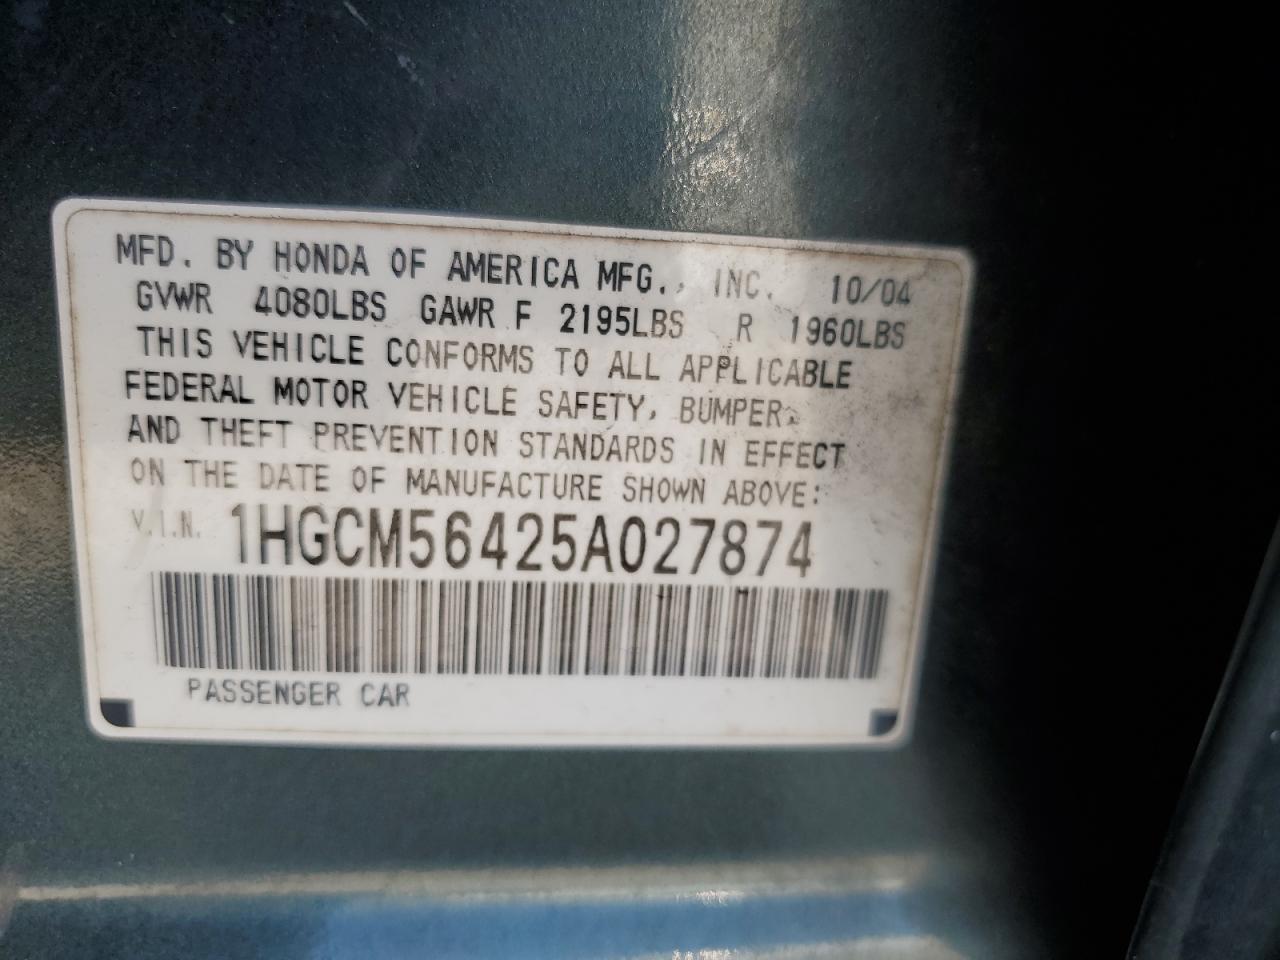 MFD. BY HONDA OF AMERICA MFG., INC. 10/04
GVWR 4080LBS GAWR F 2195LBS R 1960LBS
THIS VEHICLE CONFORMS TO ALL APPLICABLE
FEDERAL MOTOR VEHICLE SAFETY, BUMPER,
AND THEFT PREVENTION STANDARDS IN EFFECT
ON THE DATE OF MANUFACTURE SHOWN ABOVE:
V.I.N. 1HGCM56425A027874
PASSENGER CAR